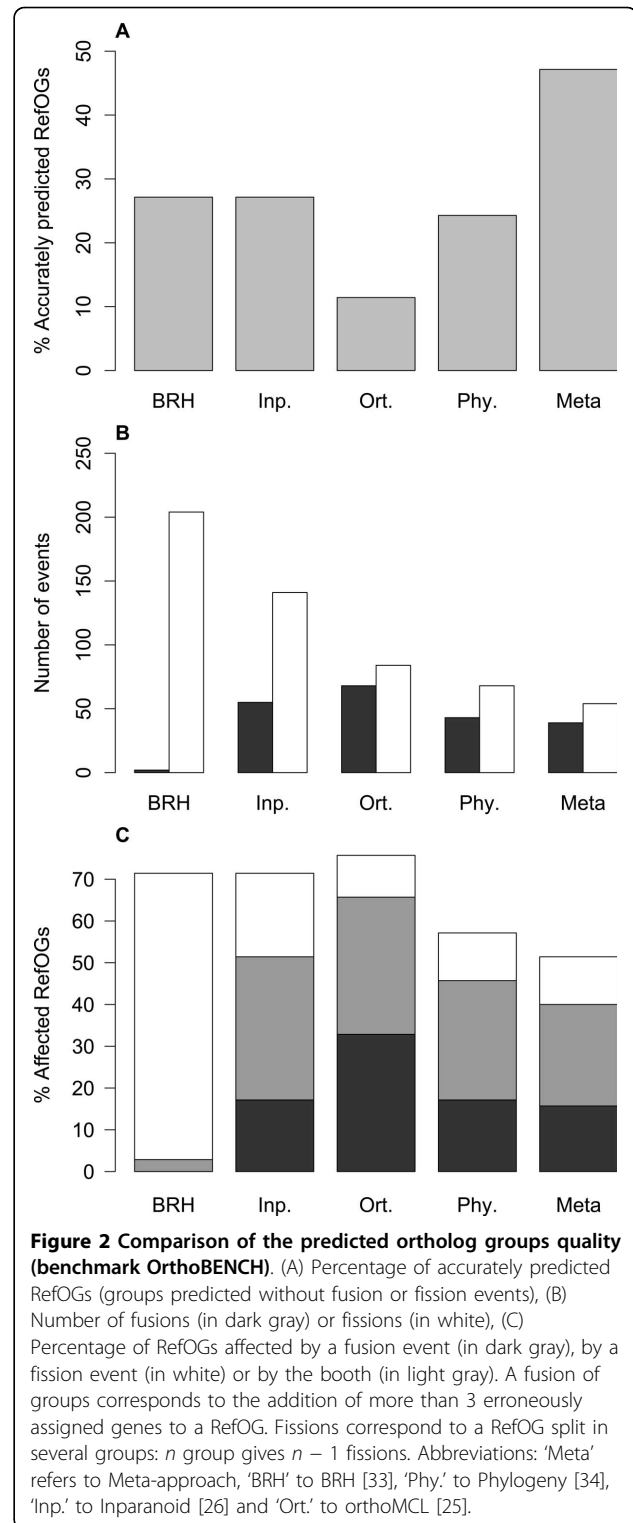 A
% Accurately predicted RefOGs
50
40
30
20
10
0
BRH Inp. Ort. Phy. Meta
B
Number of events
250
200
150
100
50
0
BRH Inp. Ort. Phy. Meta
C
% Affected RefOGs
70
60
50
40
30
20
10
0
BRH Inp. Ort. Phy. Meta
Figure 2 Comparison of the predicted ortholog groups quality
(benchmark OrthoBENCH). (A) Percentage of accurately predicted
RefOGs (groups predicted without fusion or fission events), (B)
Number of fusions (in dark gray) or fissions (in white), (C)
Percentage of RefOGs affected by a fusion event (in dark gray), by a
fission event (in white) or by the booth (in light gray). A fusion of
groups corresponds to the addition of more than 3 erroneously
assigned genes to a RefOG. Fissions correspond to a RefOG split in
several groups: n group gives n − 1 fissions. Abbreviations: ‘Meta’
refers to Meta-approach, ‘BRH’ to BRH [33], ‘Phy.’ to Phylogeny [34],
‘Inp.’ to Inparanoid [26] and ‘Ort.’ to orthoMCL [25].